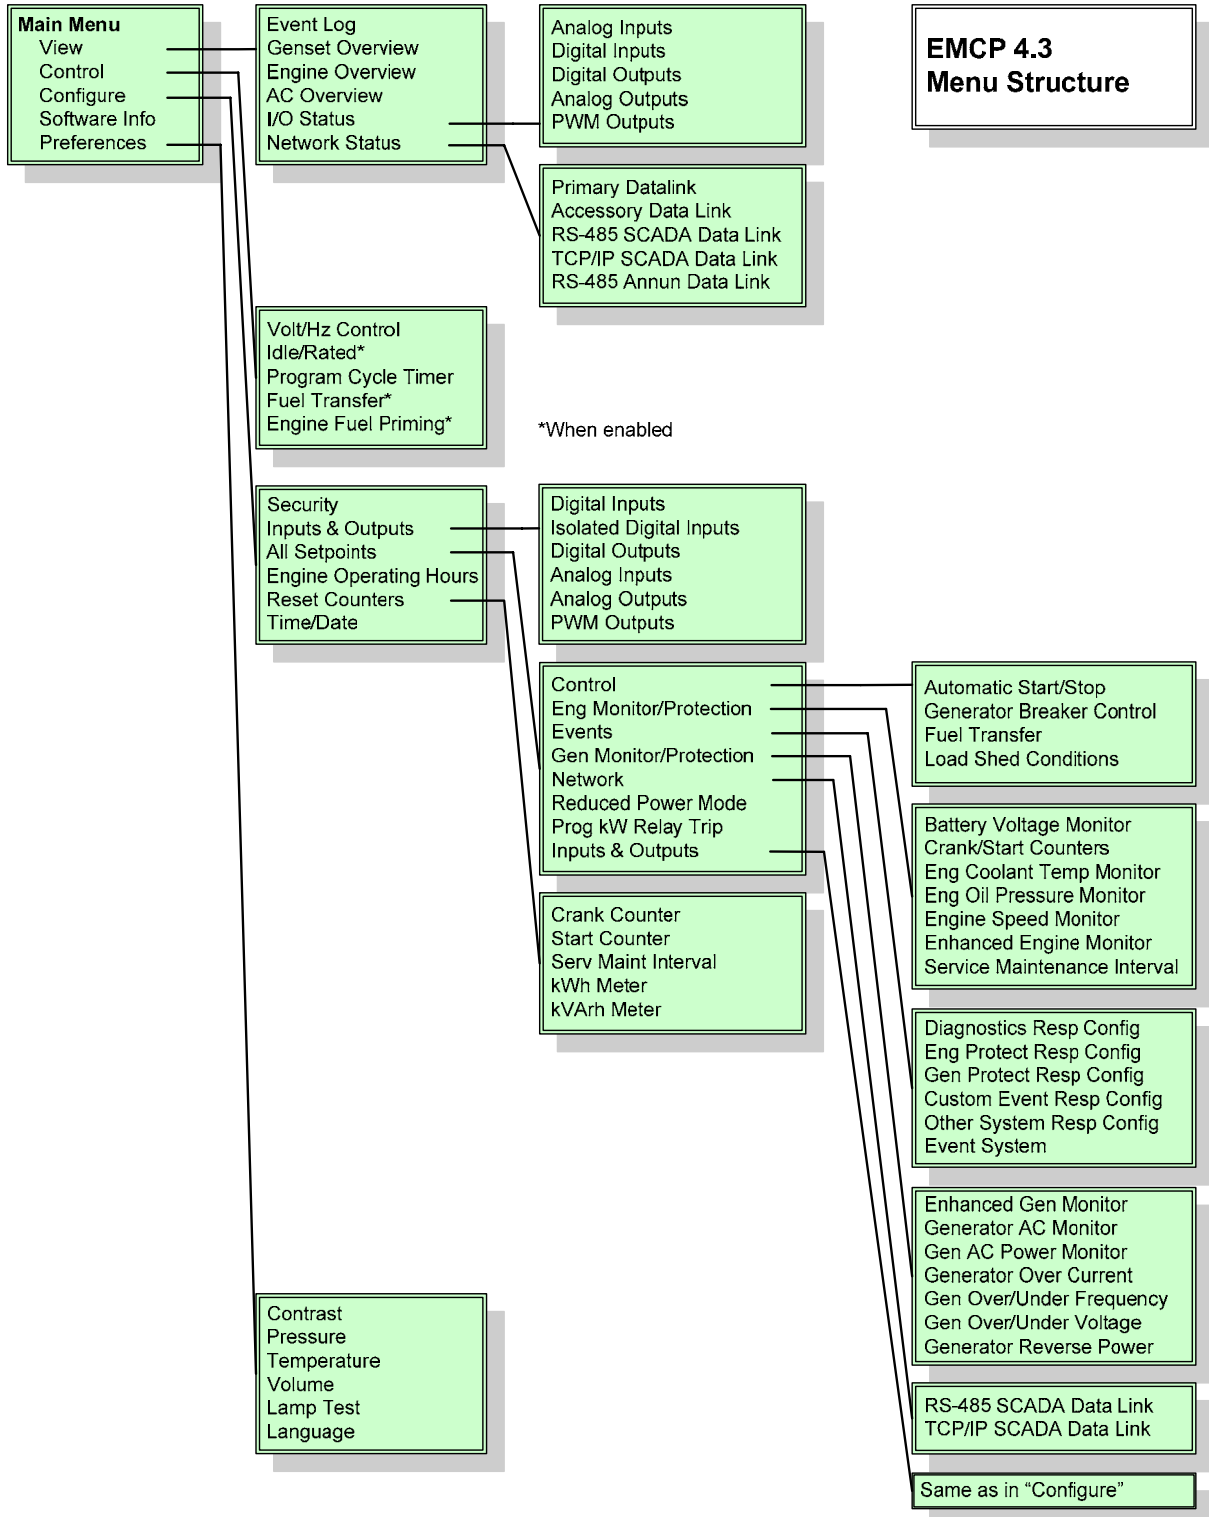 Main Menu
View
Control
Configure
Software Info
Preferences
Event Log
Genset Overview
Engine Overview
AC Overview
I/O Status
Network Status
Analog Inputs
Digital Inputs
Digital Outputs
Analog Outputs
PWM Outputs
EMCP 4.3
Menu Structure
Primary Datalink
Accessory Data Link
RS-485 SCADA Data Link
TCP/IP SCADA Data Link
RS-485 Annun Data Link
Volt/Hz Control
Idle/Rated*
Program Cycle Timer
Fuel Transfer*
Engine Fuel Priming*
*When enabled
Security
Inputs & Outputs
All Setpoints
Engine Operating Hours
Reset Counters
Time/Date
Digital Inputs
Isolated Digital Inputs
Digital Outputs
Analog Inputs
Analog Outputs
PWM Outputs
Control
Eng Monitor/Protection
Events
Gen Monitor/Protection
Network
Reduced Power Mode
Prog kW Relay Trip
Inputs & Outputs
Automatic Start/Stop
Generator Breaker Control
Fuel Transfer
Load Shed Conditions
Battery Voltage Monitor
Crank/Start Counters
Eng Coolant Temp Monitor
Eng Oil Pressure Monitor
Engine Speed Monitor
Enhanced Engine Monitor
Service Maintenance Interval
Crank Counter
Start Counter
Serv Maint Interval
kWh Meter
kVArh Meter
Diagnostics Resp Config
Eng Protect Resp Config
Gen Protect Resp Config
Custom Event Resp Config
Other System Resp Config
Event System
Enhanced Gen Monitor
Generator AC Monitor
Gen AC Power Monitor
Generator Over Current
Gen Over/Under Frequency
Gen Over/Under Voltage
Generator Reverse Power
Contrast
Pressure
Temperature
Volume
Lamp Test
Language
RS-485 SCADA Data Link
TCP/IP SCADA Data Link
Same as in “Configure”